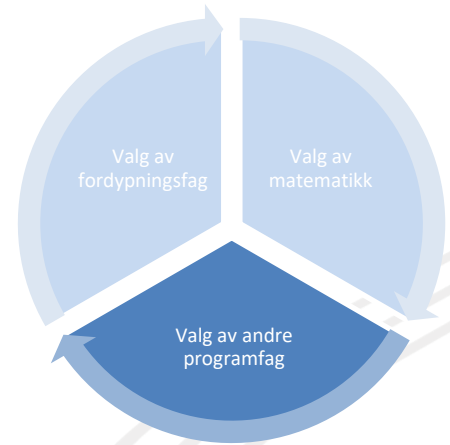 Valg av
fordypningsfag
Valg av
matematikk
Valg av andre
programfag